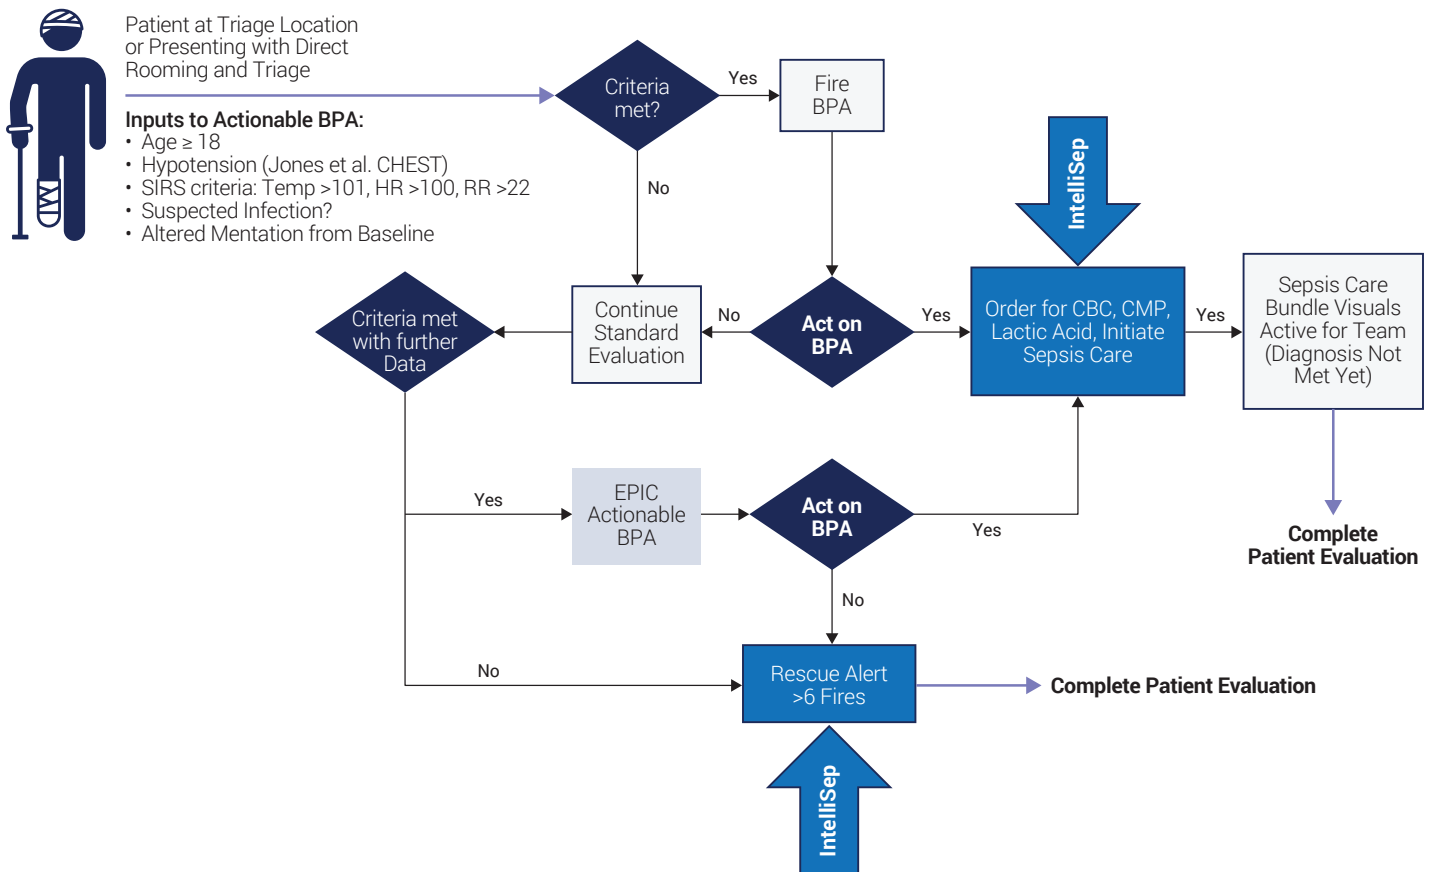 Patient at Triage Location
or Presenting with Direct
Rooming and Triage
Inputs to Actionable BPA:
• Age ≥ 18
• Hypotension (Jones et al. CHEST)
• SIRS criteria: Temp >101, HR >100, RR >22
• Suspected Infection?
• Altered Mentation from Baseline
Criteria
met?
Yes
Fire
BPA
No
IntelliSep
Criteria met
with further
Data
Continue
Standard
Evaluation
No
Act on
BPA
Yes
Order for CBC, CMP,
Lactic Acid, Initiate
Sepsis Care
Yes
Sepsis Care
Bundle Visuals
Active for Team
(Diagnosis Not
Met Yet)
Yes
EPIC
Actionable
BPA
Act on
BPA
Yes
Complete
Patient Evaluation
No
No
Rescue Alert
>6 Fires
Complete Patient Evaluation
IntelliSep